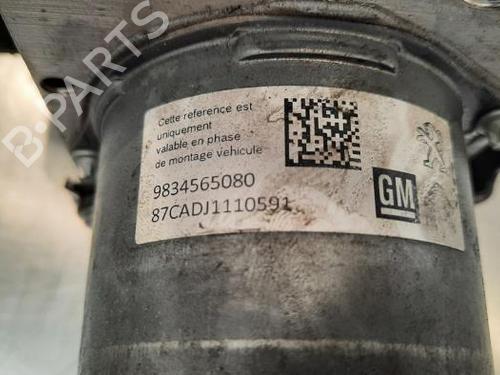 Cette reference est
uniquement
valable en phase
de montage vehicule
9834565080
87CADJ1110591
GM
B-PARTS